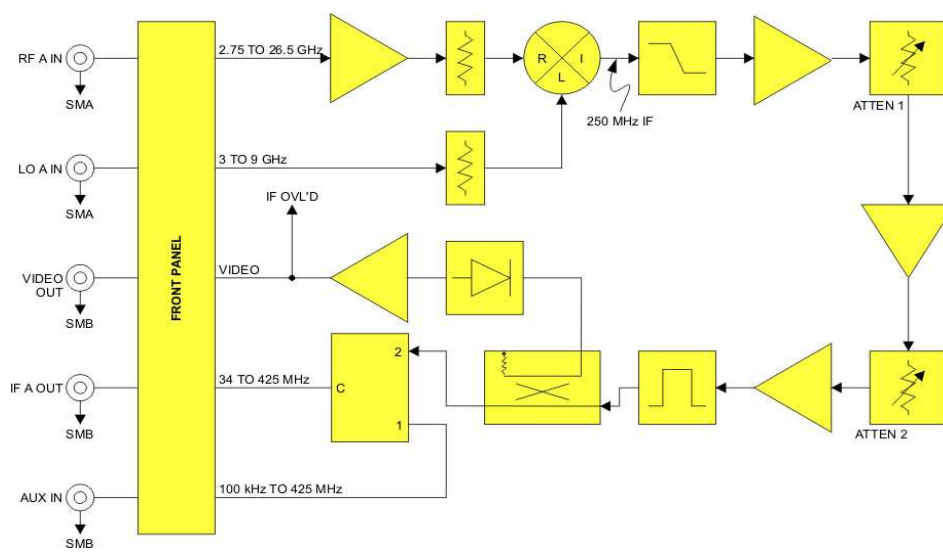 RF A IN
SMA
LO A IN
SMA
VIDEO
OUT
SMB
IF A OUT
SMB
AUX IN
SMB
FRONT PANEL
2.75 TO 26.5 GHz
3 TO 9 GHz
IF OVL'D
VIDEO
34 TO 425 MHz
100 kHz TO 425 MHz
R
I
L
250 MHz IF
ATTEN 1
2
C
1
ATTEN 2